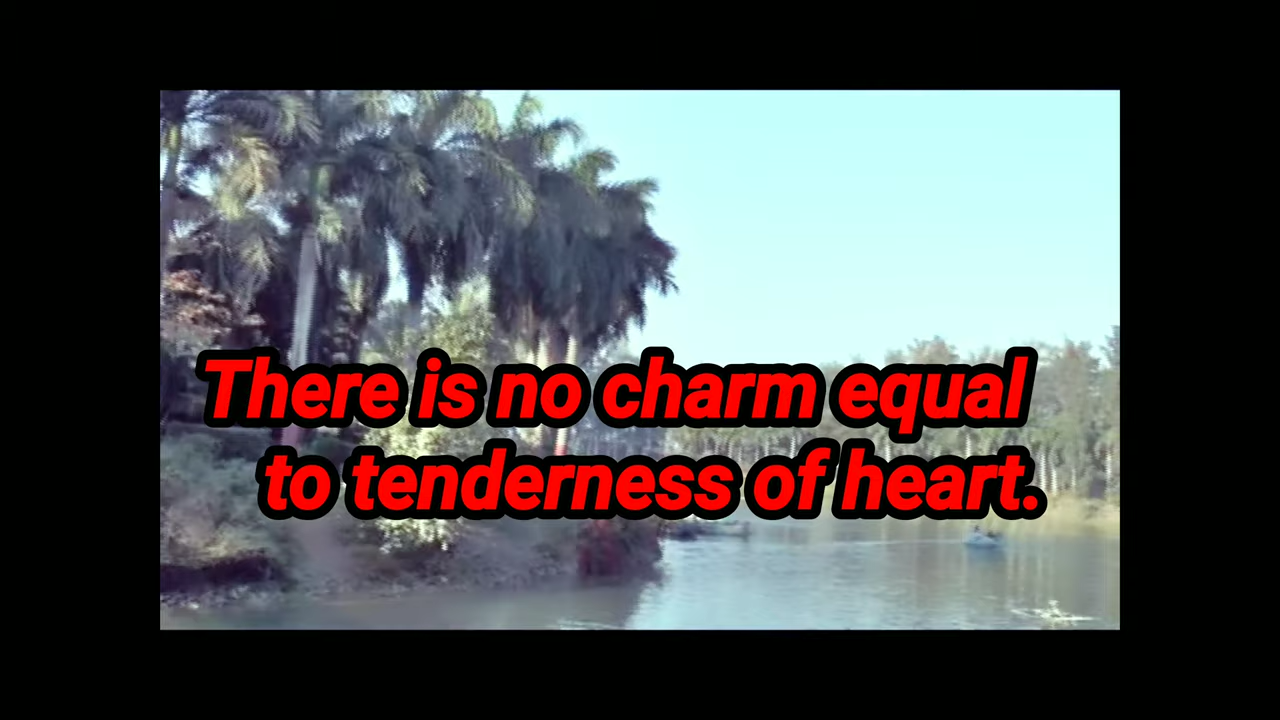 There is no charm equal
to tenderness of heart.